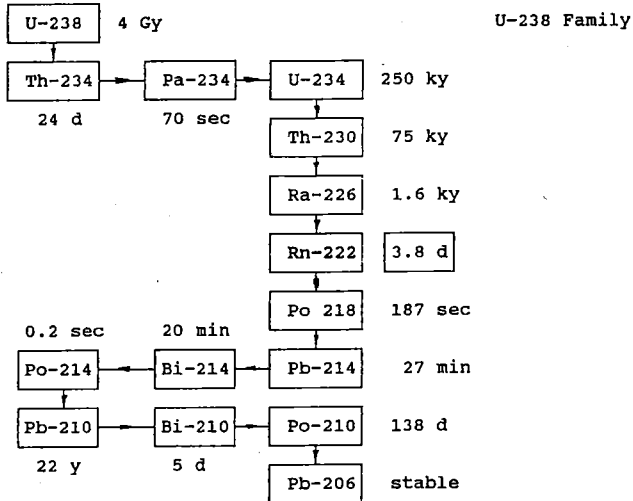 U-238 4 Gy U-238 Family
Th-234 Pa-234 U-234 250 ky
24 d 70 sec
Th-230 75 ky
Ra-226 1.6 ky
Rn-222 3.8 d
Po 218 187 sec
0.2 sec 20 min
Po-214 Bi-214 Pb-214 27 min
Pb-210 Bi-210 Po-210 138 d
22 y 5 d
Pb-206 stable